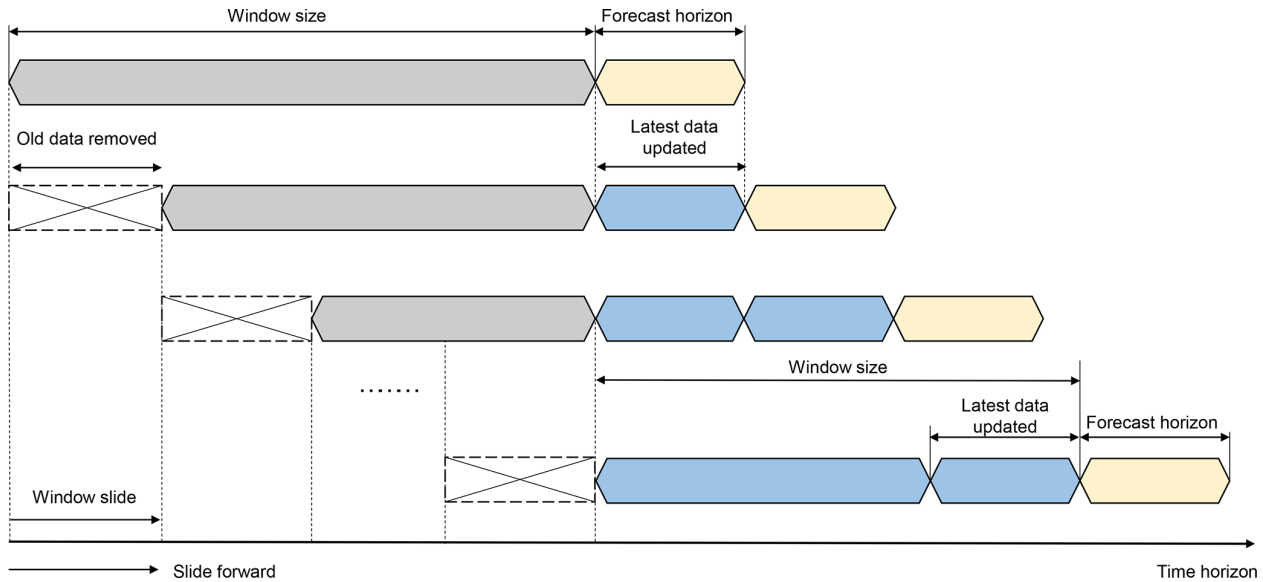 Window size
Forecast horizon
Old data removed
Latest data
updated
Window size
Latest data
updated
Forecast horizon
.......
Window slide
Slide forward
Time horizon